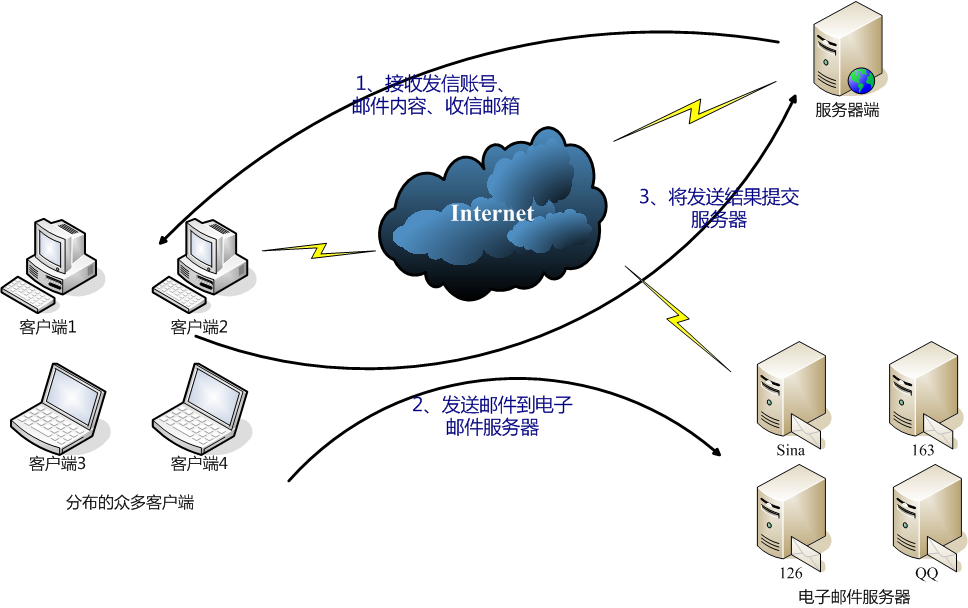 1、接收发信账号、
邮件内容、收信邮箱
服务器端
Internet
3、将发送结果提交
服务器
客户端1
客户端2
2、发送邮件到电子
邮件服务器
Sina
163
客户端3
客户端4
分布的众多客户端
126
QQ
电子邮件服务器